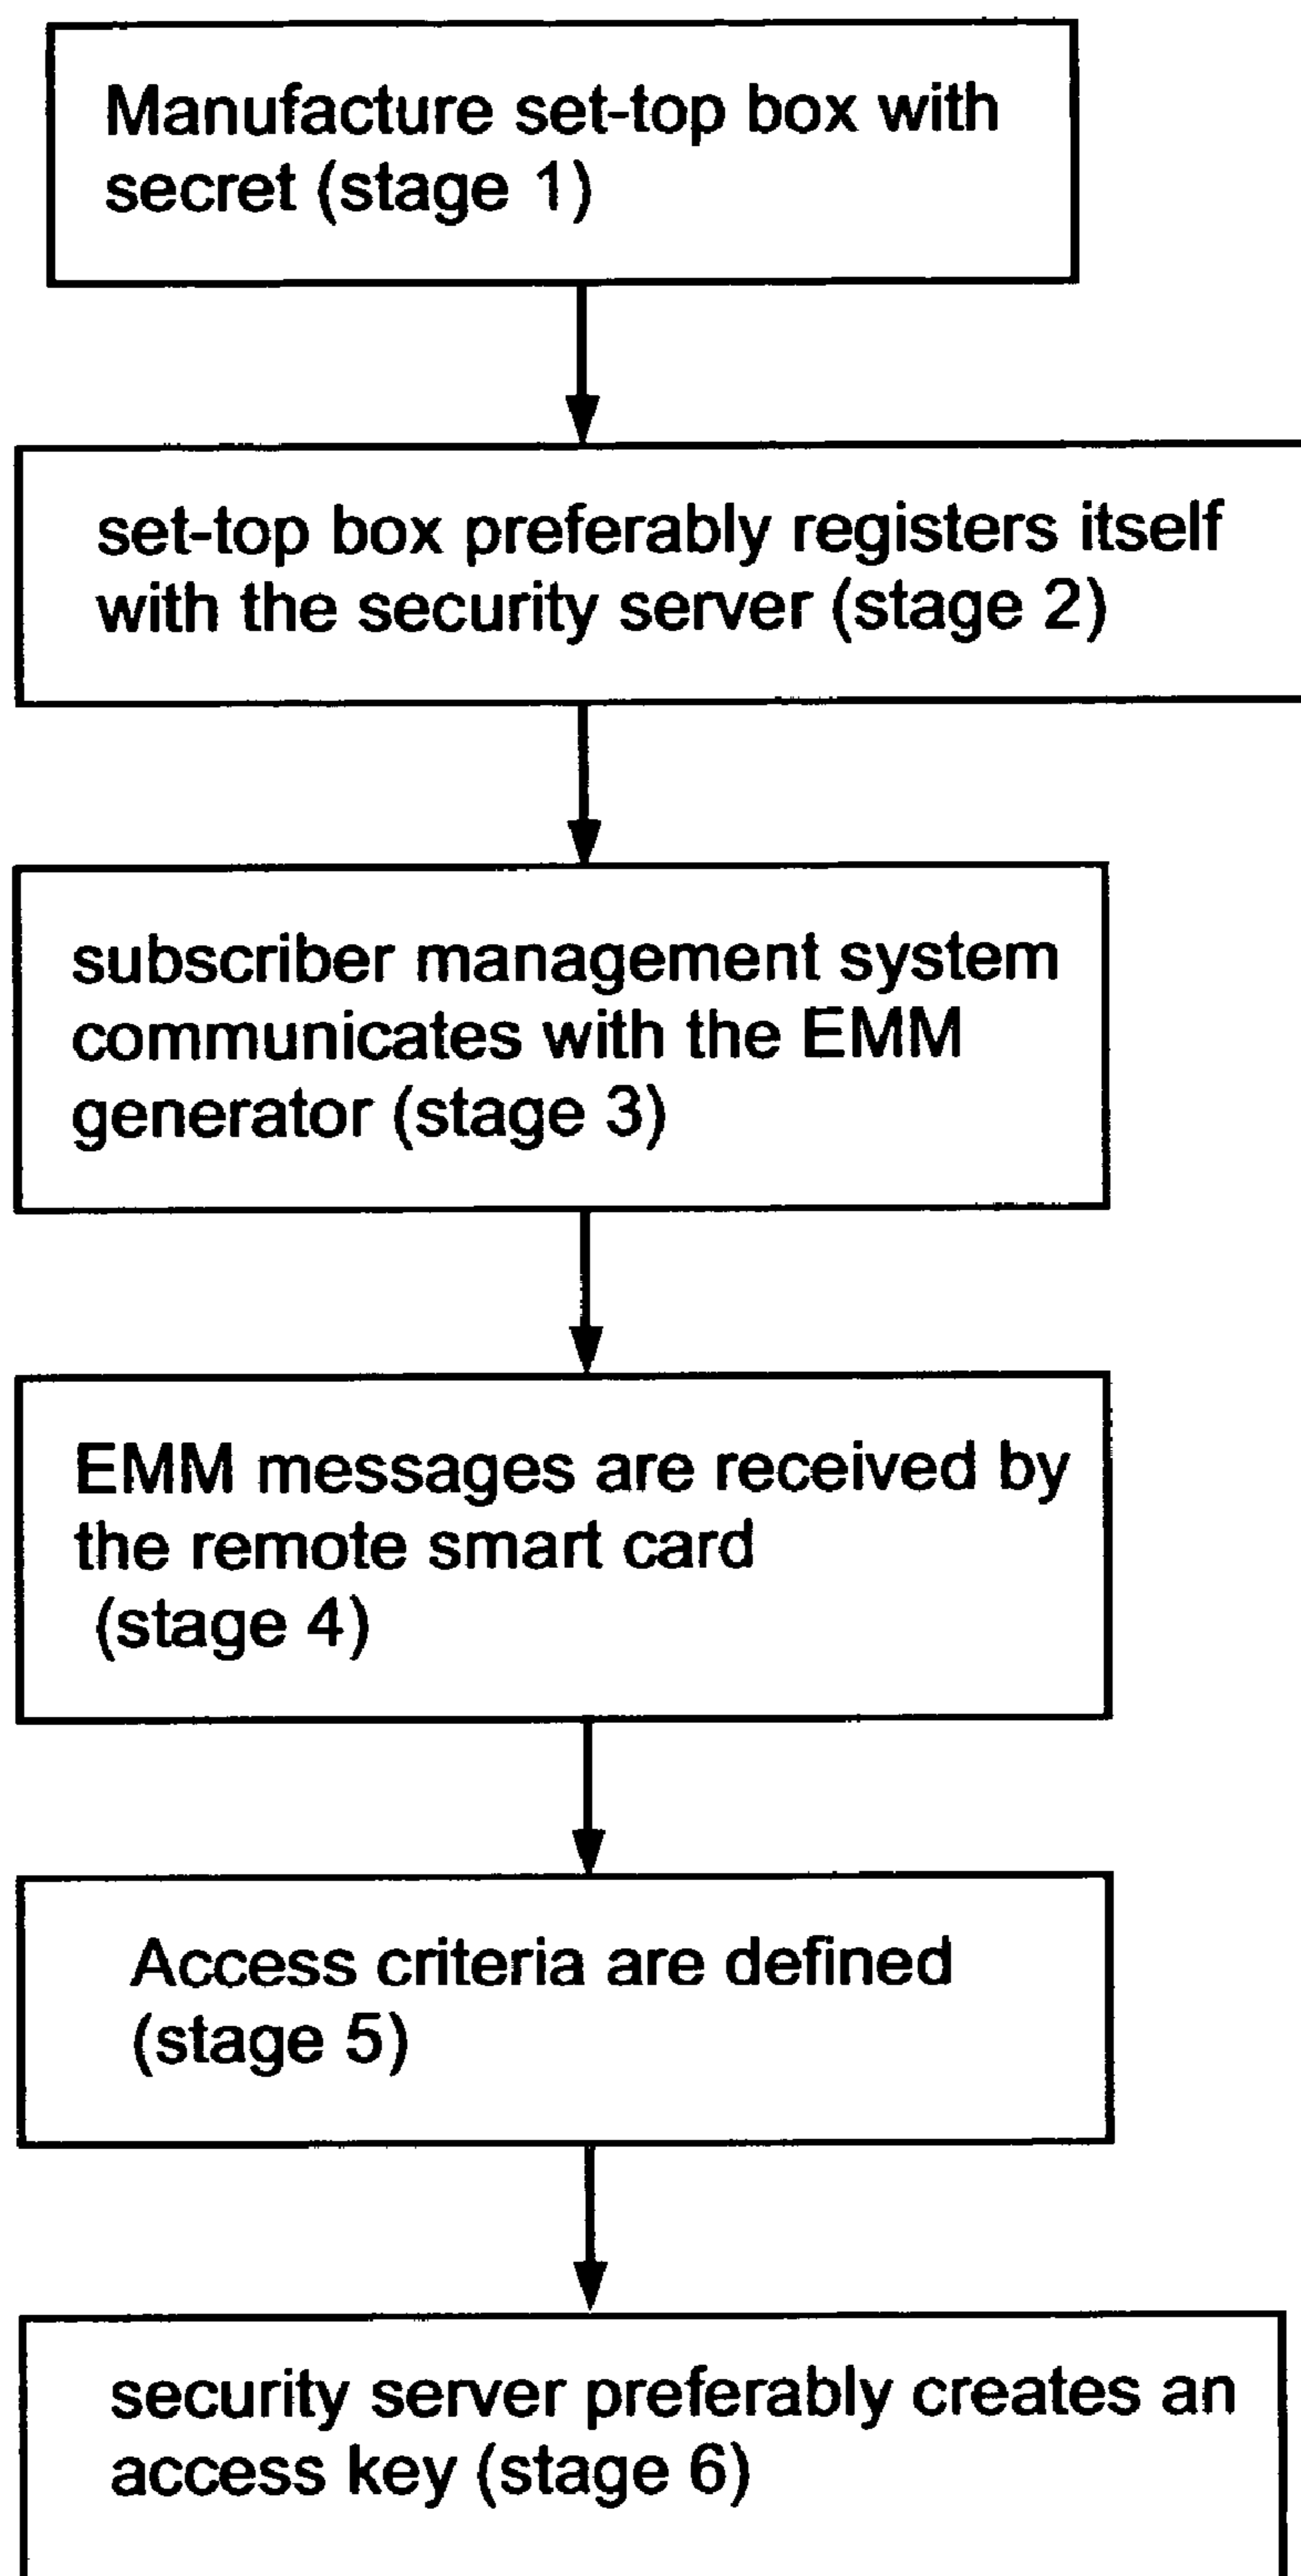 Manufacture set-top box with
secret (stage 1)
set-top box preferably registers itself
with the security server (stage 2)
subscriber management system
communicates with the EMM
generator (stage 3)
EMM messages are received by
the remote smart card
(stage 4)
Access criteria are defined
(stage 5)
security server preferably creates an
access key (stage 6)